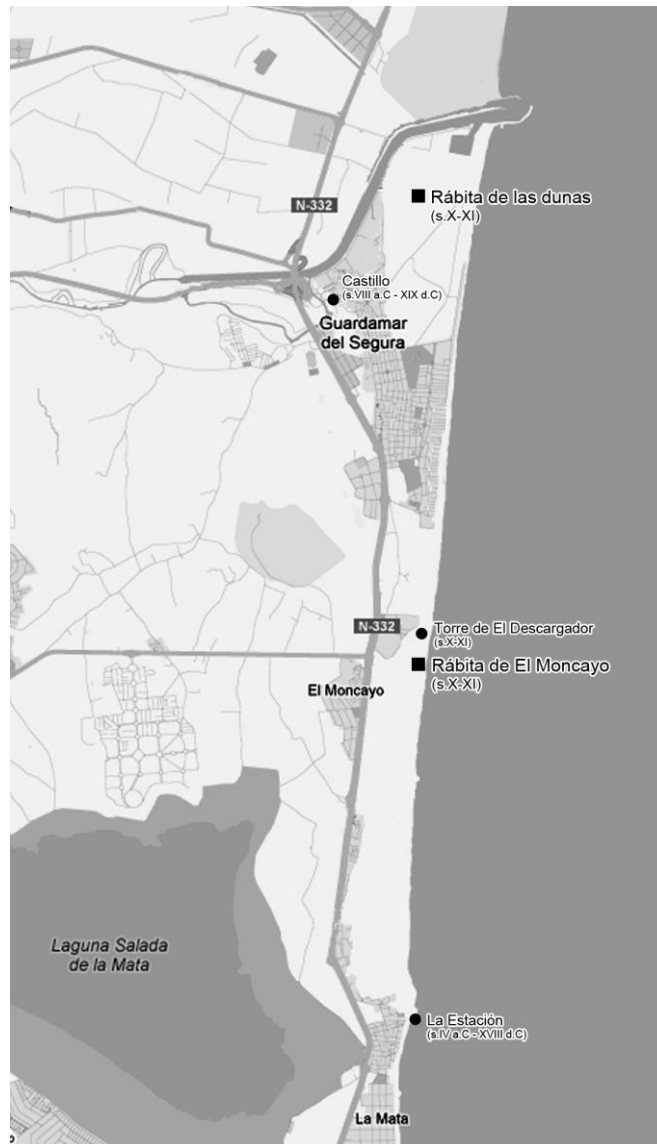 N-332
Rábita de las dunas
(s.X-XI)
Castillo
(s.VIII a.C - XIX d.C)
Guardamar
del Segura
N-332
Torre de El Descargador
(s.X-XI)
Rábita de El Moncayo
(s.X-XI)
El Moncayo
Laguna Salada
de la Mata
La Estación
(s.IV a.C - XVIII d.C)
La Mata